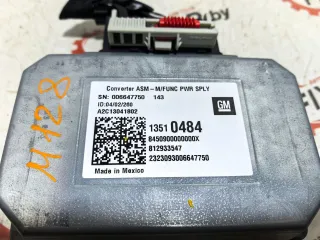 Converter ASM-M/FUNC PWR SPLY
SN: 006647750 143
ID:04/02/260
A2C13041802
GM
1351 0484
8450900000000X
812933547
2323093006647750
Made in Mexico
M128